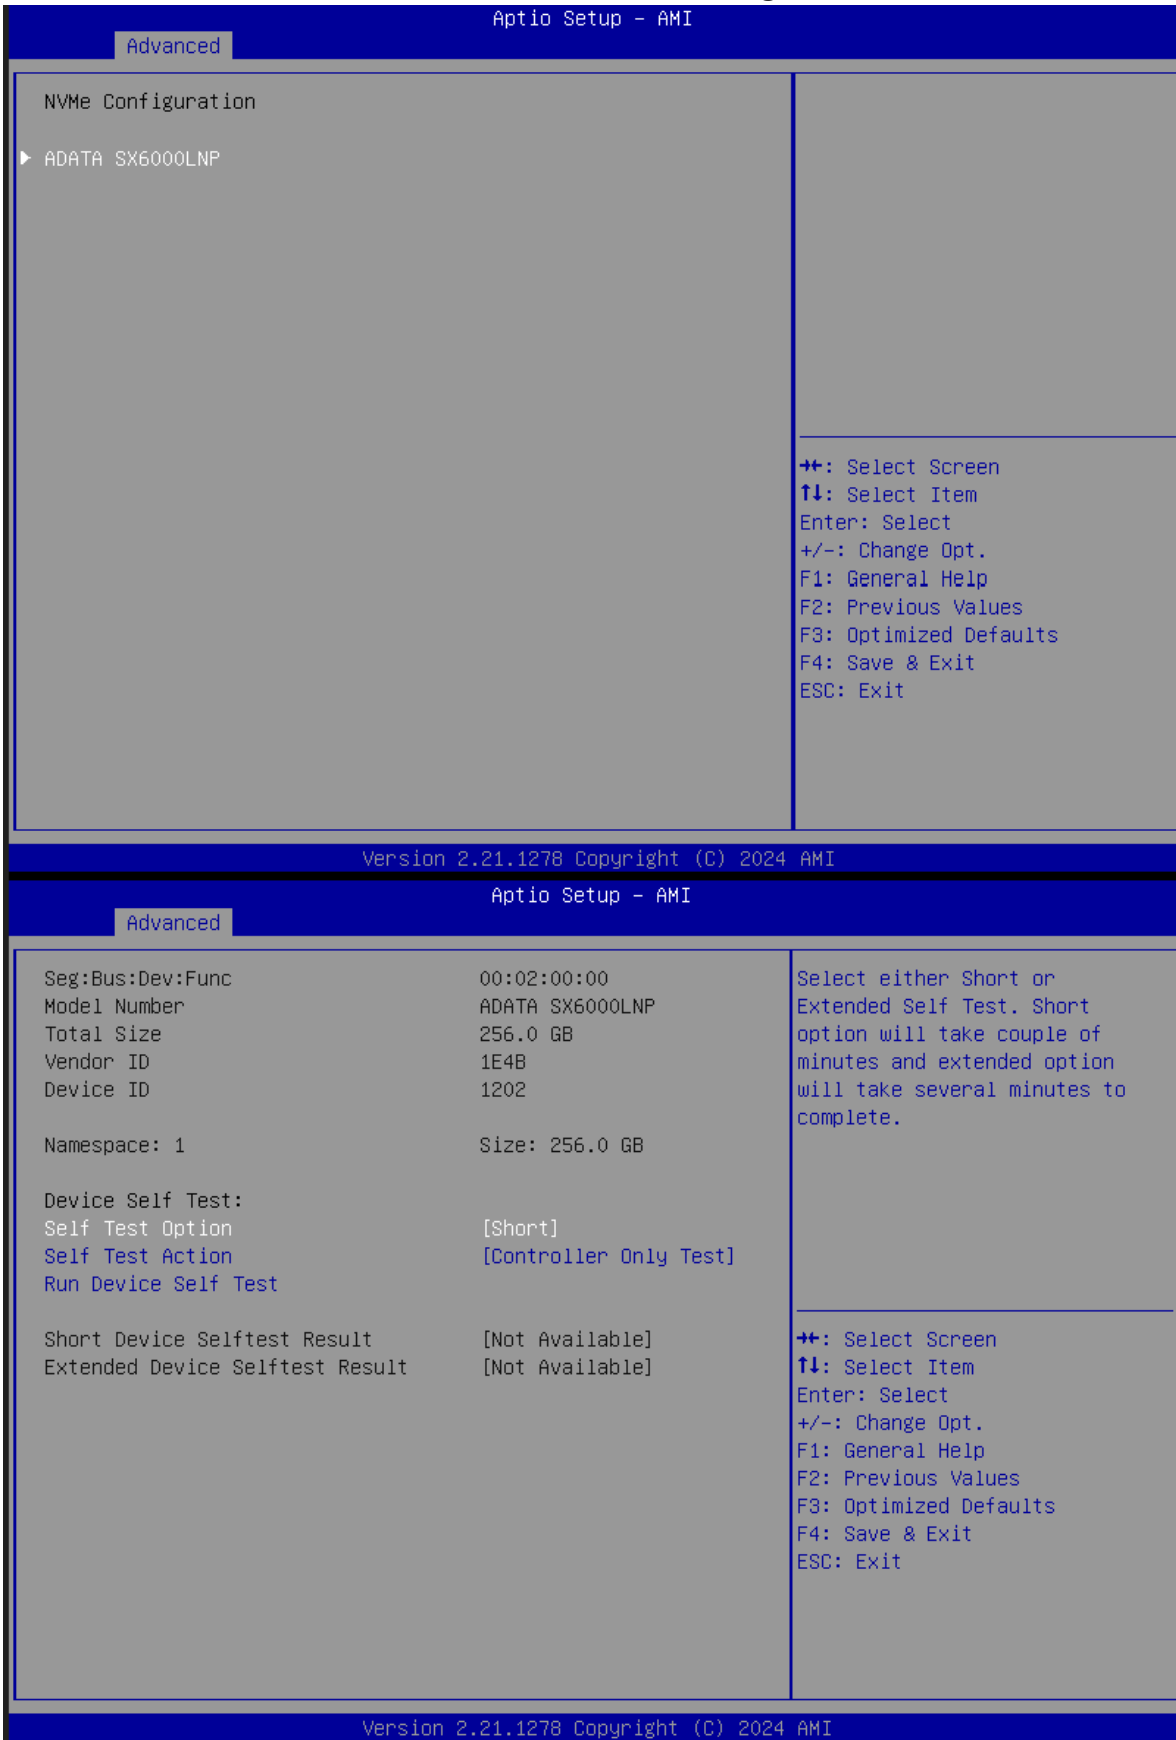 Aptio Setup – AMI
Advanced
NVMe Configuration
ADATA SX6000LNP
→←: Select Screen
↑↓: Select Item
Enter: Select
+/-: Change Opt.
F1: General Help
F2: Previous Values
F3: Optimized Defaults
F4: Save & Exit
ESC: Exit
Version 2.21.1278 Copyright (C) 2024 AMI
Aptio Setup – AMI
Advanced
Seg:Bus:Dev:Func 00:02:00:00
Model Number ADATA SX6000LNP
Total Size 256.0 GB
Vendor ID 1E4B
Device ID 1202
Namespace: 1 Size: 256.0 GB
Device Self Test:
Self Test Option [Short]
Self Test Action [Controller Only Test]
Run Device Self Test
Short Device Selftest Result [Not Available]
Extended Device Selftest Result [Not Available]
Select either Short or
Extended Self Test. Short
option will take couple of
minutes and extended option
will take several minutes to
complete.
→←: Select Screen
↑↓: Select Item
Enter: Select
+/-: Change Opt.
F1: General Help
F2: Previous Values
F3: Optimized Defaults
F4: Save & Exit
ESC: Exit
Version 2.21.1278 Copyright (C) 2024 AMI